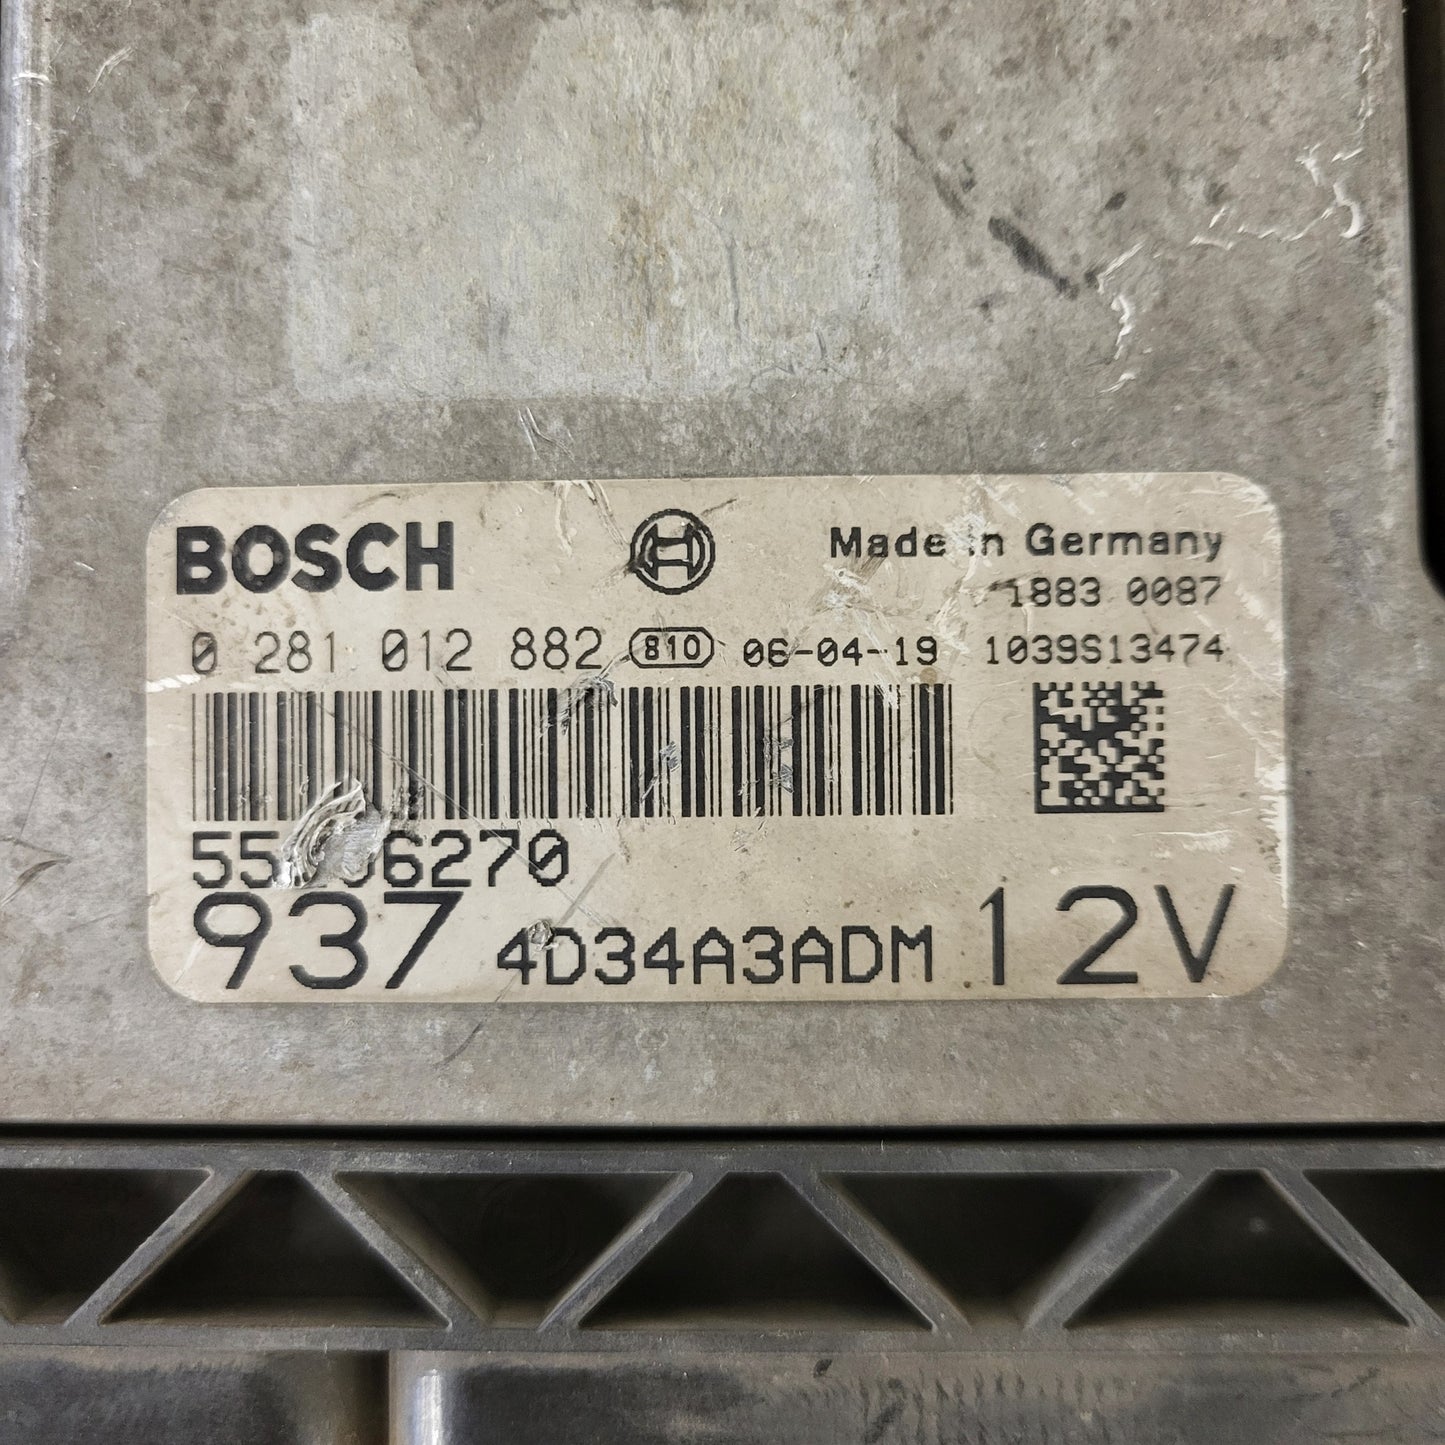 BOSCH Made in Germany
1883 0087
0 281 012 882 810 06-04-19 1039S13474
937 4D34A3ADM 12V